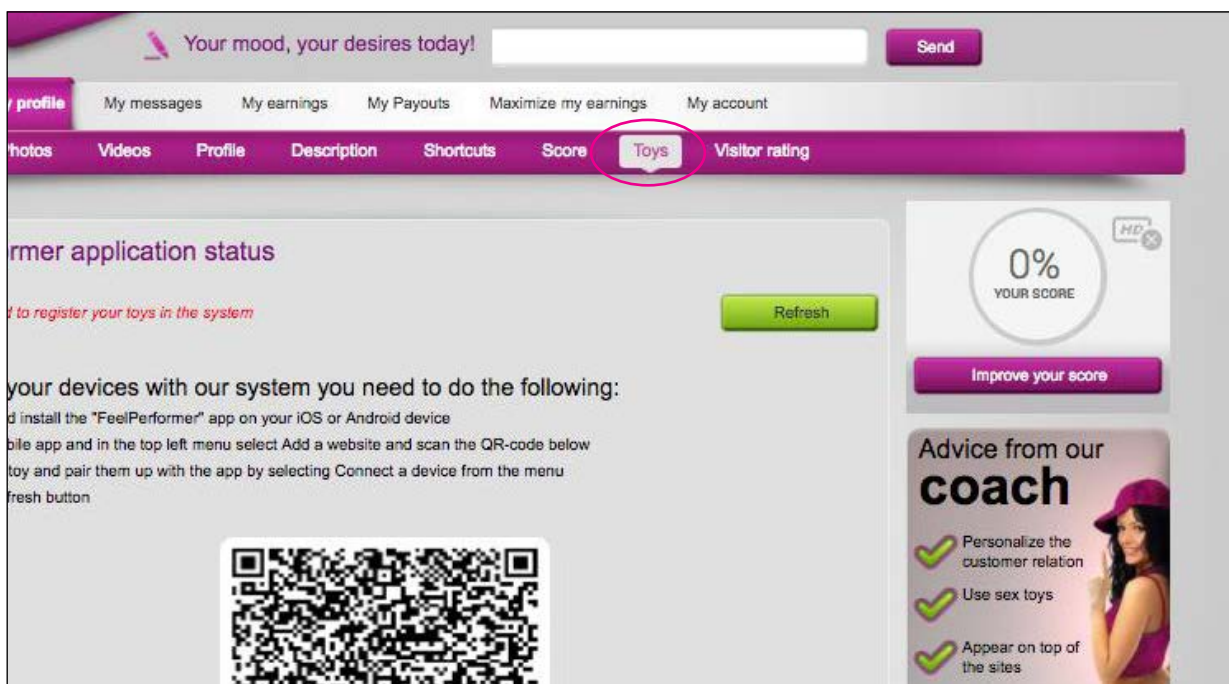 Your mood, your desires today!
Send
y profile My messages My earnings My Payouts Maximize my earnings My account
hotos Videos Profile Description Shortcuts Score Toys Visitor rating
rmer application status
HD
0%
YOUR SCORE
d to register your toys in the system
Refresh
Improve your score
your devices with our system you need to do the following:
d install the "FeelPerformer" app on your iOS or Android device
bile app and in the top left menu select Add a website and scan the QR-code below
toy and pair them up with the app by selecting Connect a device from the menu
fresh button
Advice from our
coach
Personalize the
customer relation
Use sex toys
Appear on top of
the sites